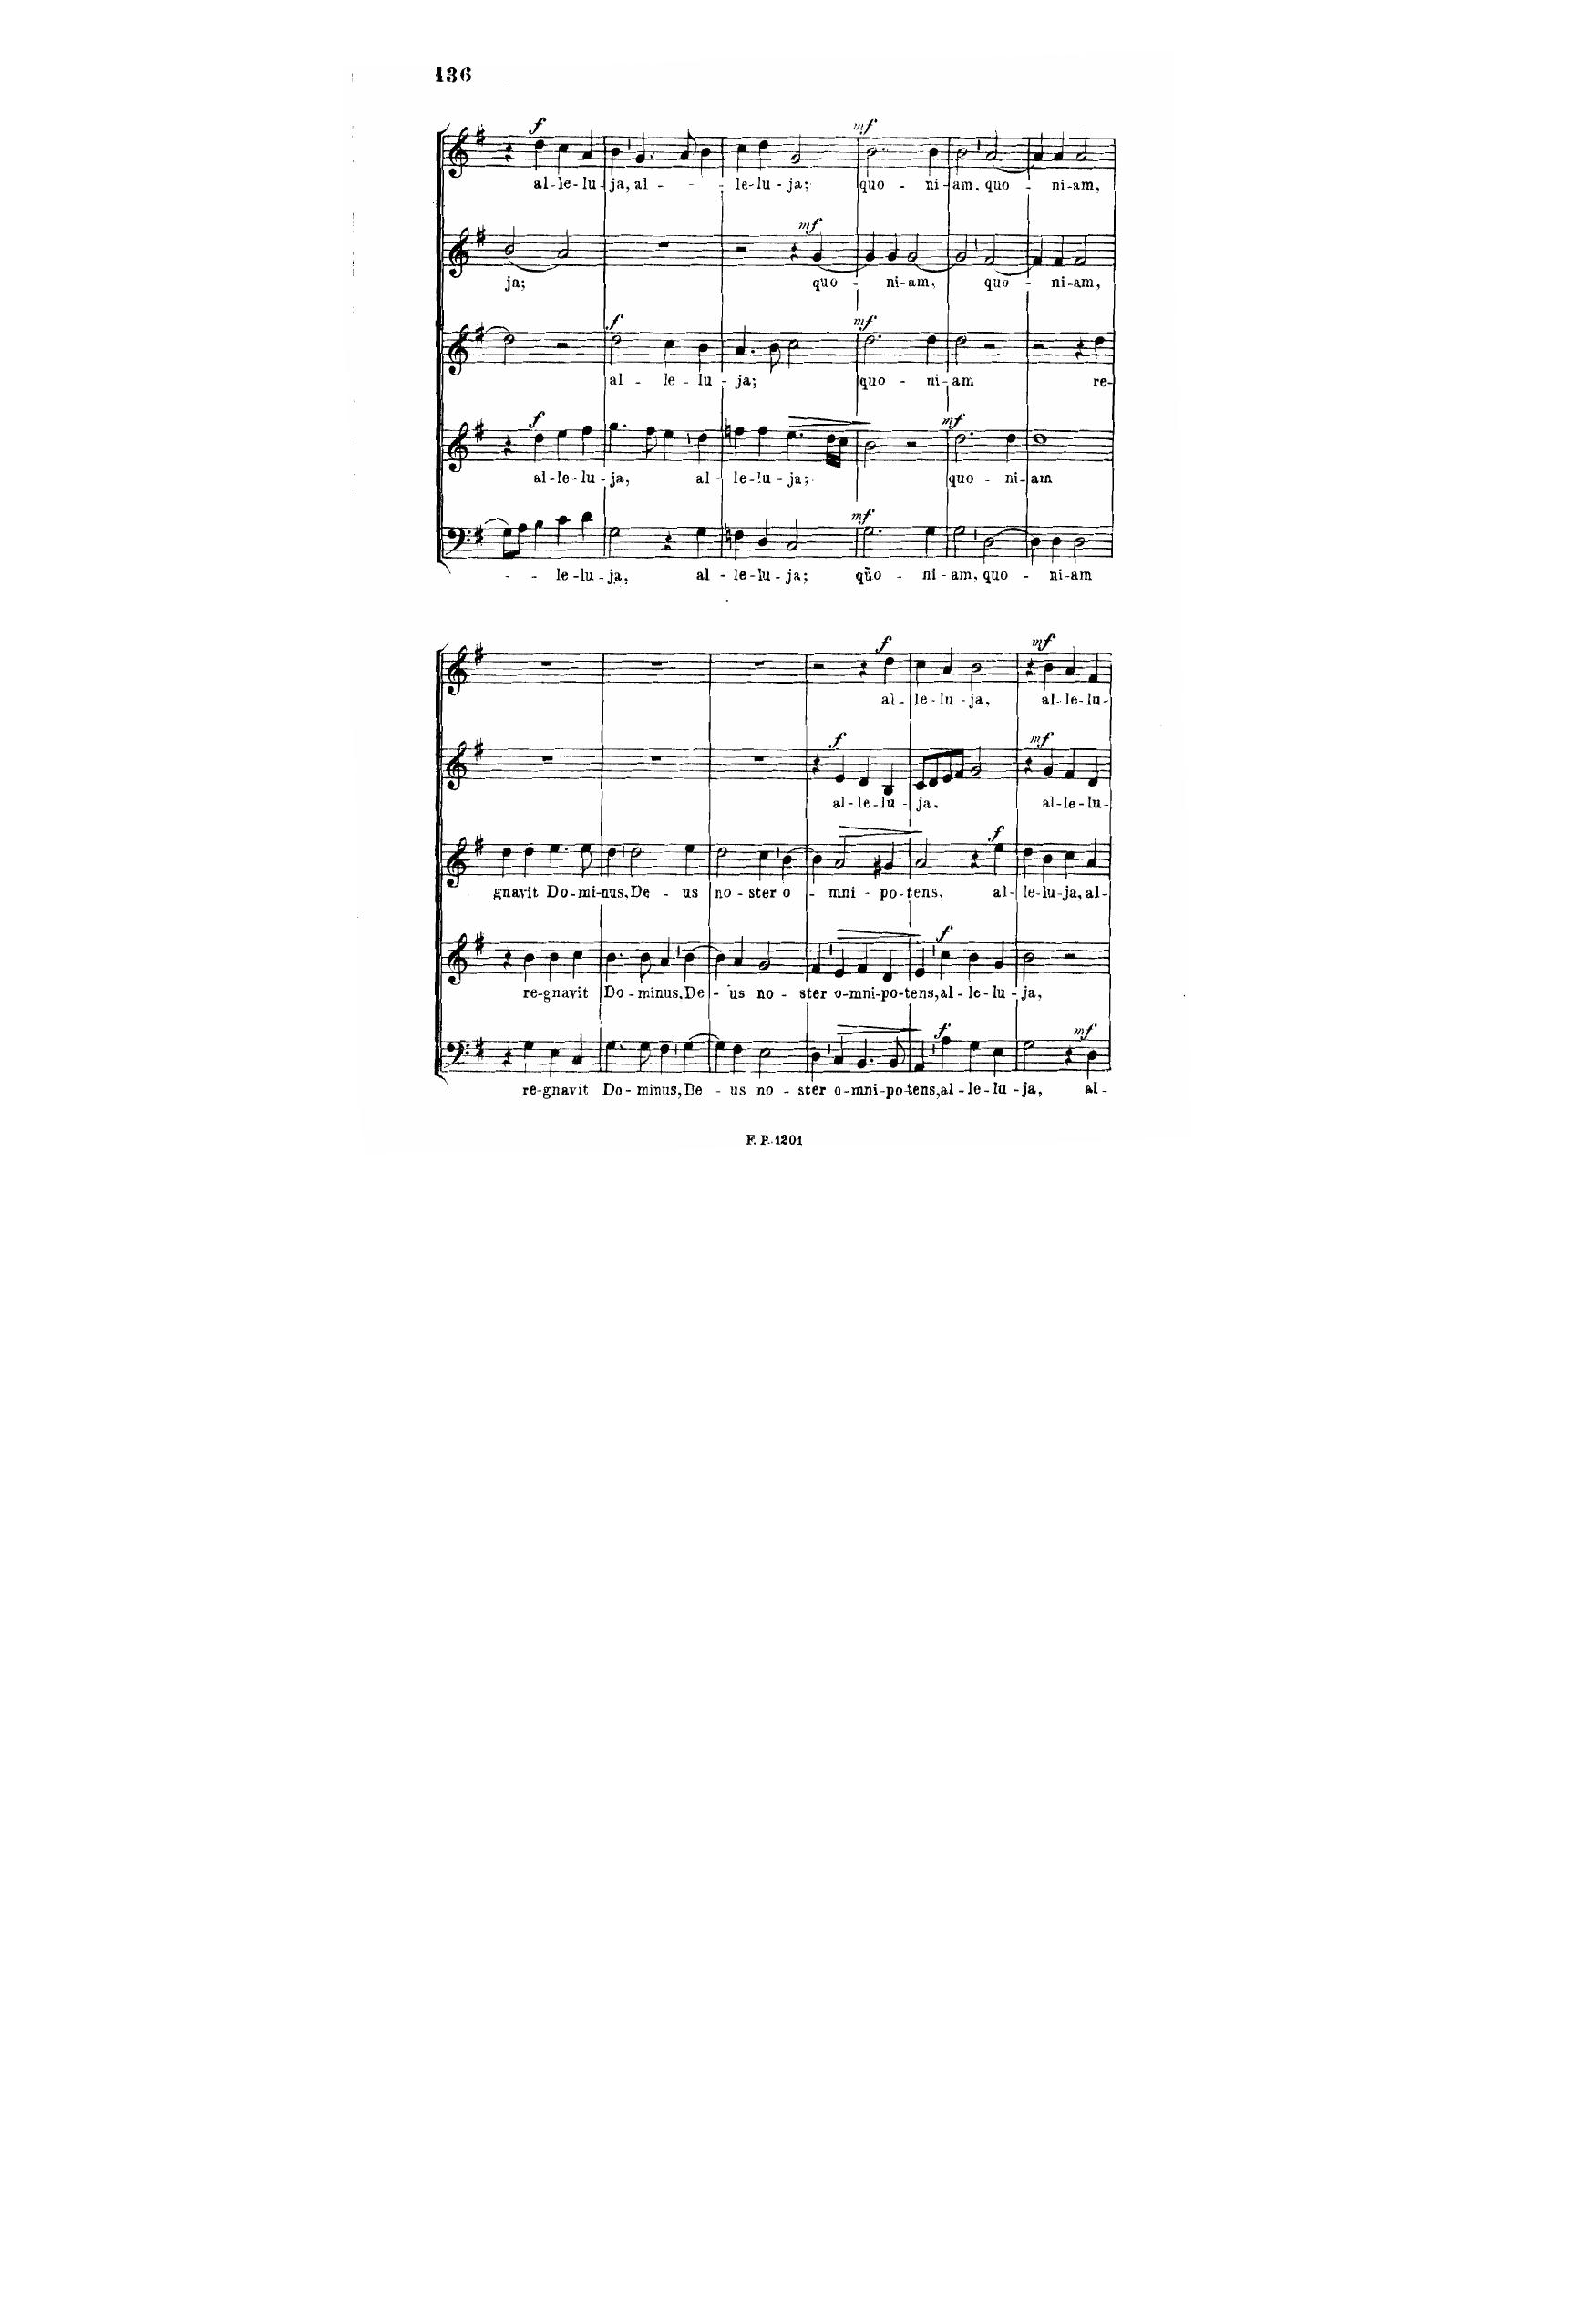 136
f
al-le-lu-ja, al - - - le-lu-ja;
mf
quo - ni-am, quo - ni-am,
ja;
mf
quo - ni-am, quo - ni-am,
f
al - le - lu - ja;
mf
quo - ni-am re-
f
al-le-lu-ja, al-le-lu-ja;
mf
quo - ni-am
- - le-lu-ja, al-le-lu-ja;
mf
quo - ni-am, quo - ni-am
f
al-le-lu-ja,
mf
al-le-lu-
f
al-le-lu-ja.
mf
al-le-lu-
gnavit Do-mi-nus, De - us no-ster o - mni-po-tens,
f
al-le-lu-ja, al-
re-gnavit Do-minus, De - us no - ster o-mni-po-tens,
f
al-le-lu-ja,
re-gnavit Do-minus, De - us no - ster o-mni-po-tens,
f
al-le-lu-ja,
mf
al-
F. P. 1201